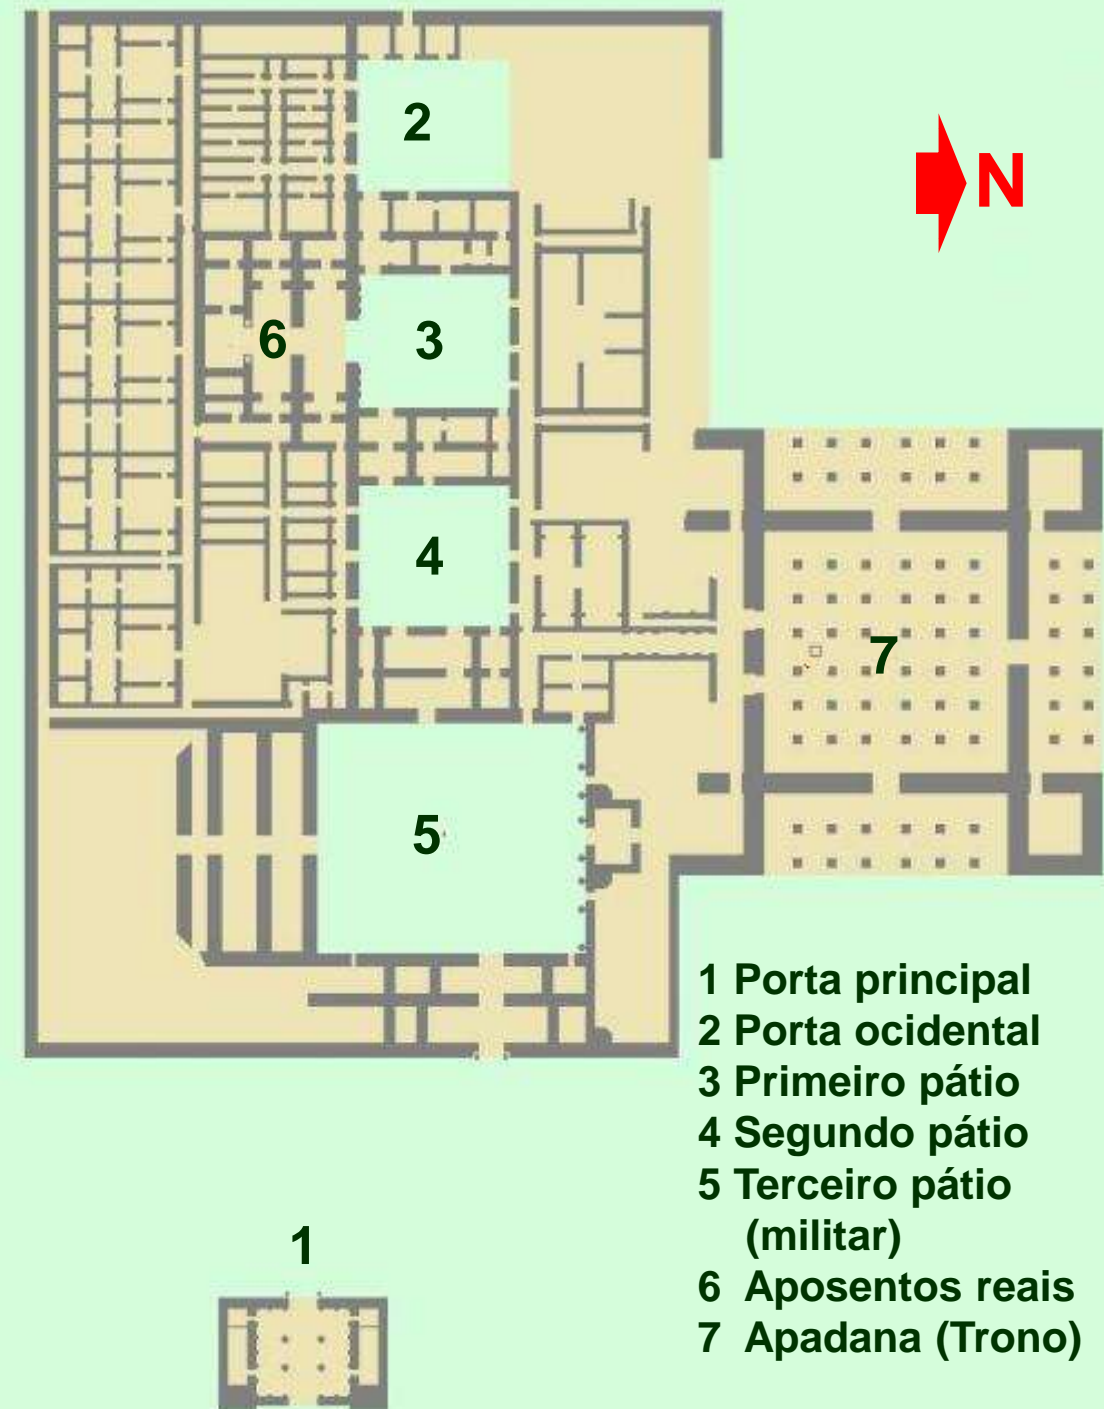 2
N
3
6
4
7
5
1 Porta principal
2 Porta ocidental
3 Primeiro pátio
4 Segundo pátio
5 Terceiro pátio
(militar)
6 Aposentos reais
7 Apadana (Trono)
1